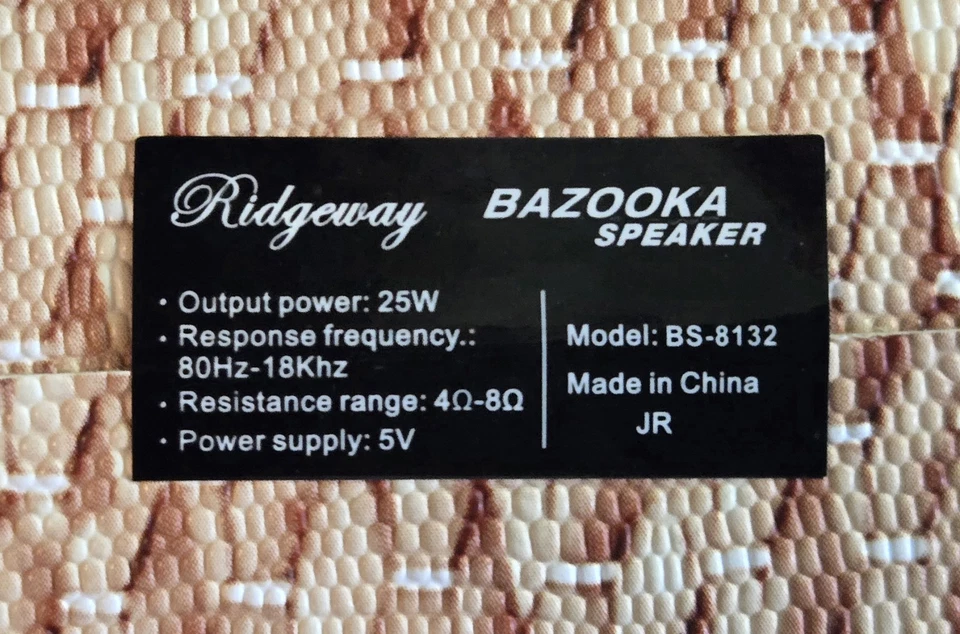 Ridgeway
BAZOOKA
SPEAKER
• Output power: 25W
• Response frequency.:
80Hz-18Khz
• Resistance range: 4Ω-8Ω
• Power supply: 5V
Model: BS-8132
Made in China
JR